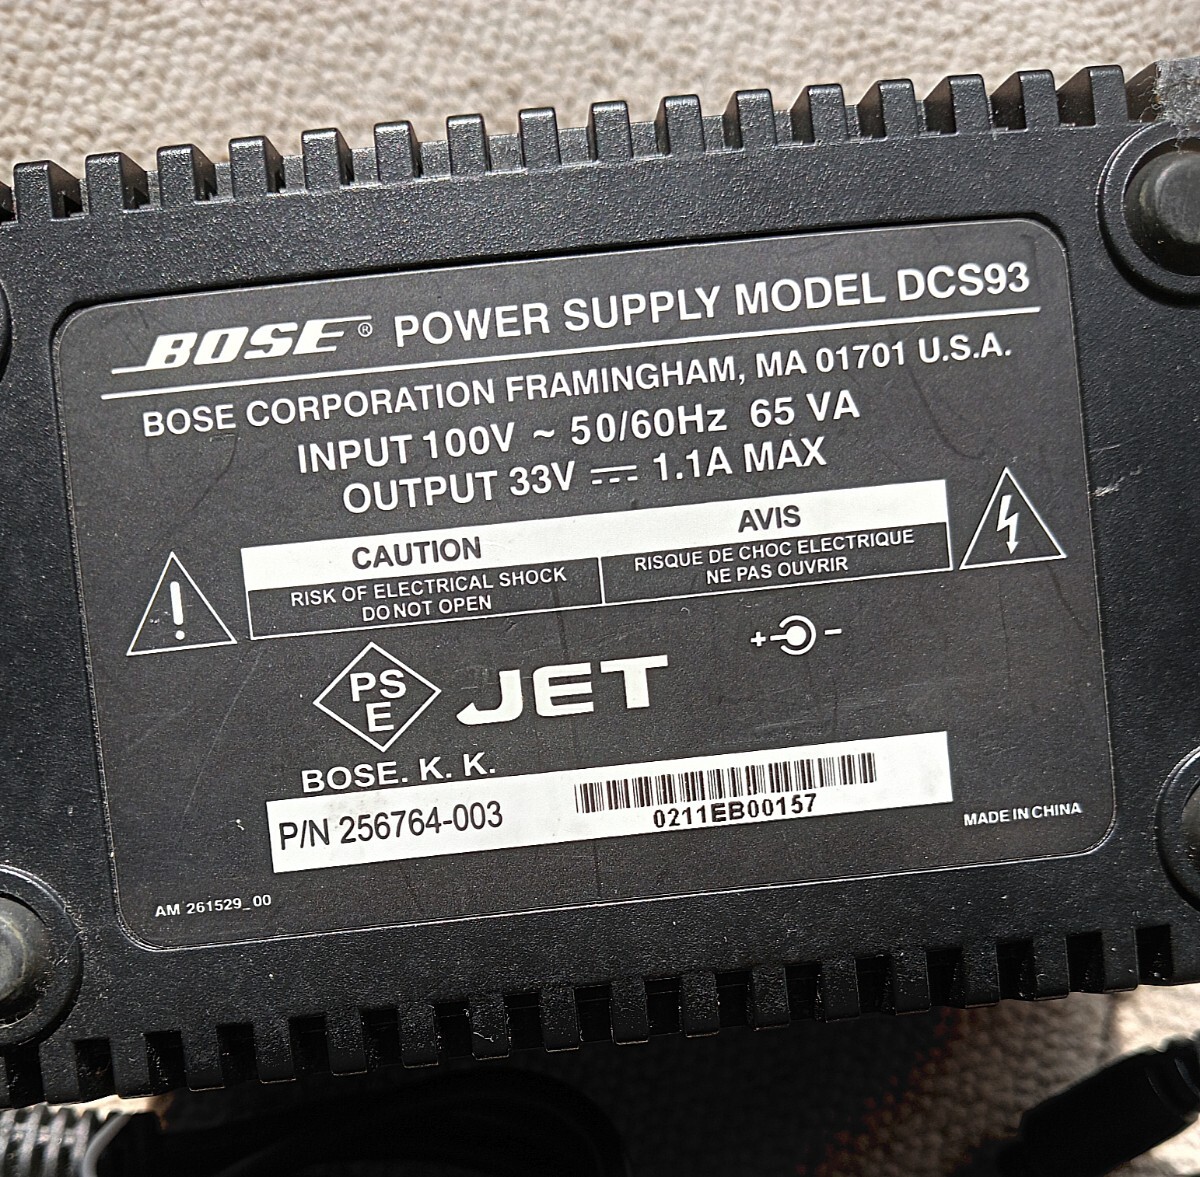 BOSE® POWER SUPPLY MODEL DCS93
BOSE CORPORATION FRAMINGHAM, MA 01701 U.S.A.
INPUT 100V ~ 50/60Hz 65 VA
OUTPUT 33V ⎓ 1.1A MAX
CAUTION
RISK OF ELECTRICAL SHOCK
DO NOT OPEN
AVIS
RISQUE DE CHOC ELECTRIQUE
NE PAS OUVRIR
!
+ -
PS
E
JET
BOSE. K. K.
P/N 256764-003
0211EB00157
MADE IN CHINA
AM 261529_00